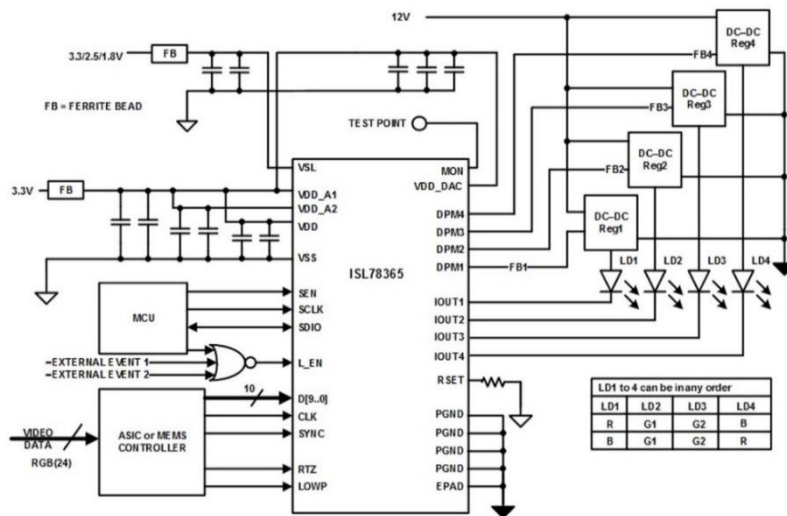 12V
DC-DC
Reg4
3.3/2.5/1.8V
FB
FB4
FB = FERRITE BEAD
DC-DC
Reg3
FB3
TEST POINT
DC-DC
Reg2
FB2
VSL
MON
3.3V
FB
VDD_A1
VDD_DAC
VDD_A2
VDD
DPM4
DPM3
DPM2
DPM1
FB1
DC-DC
Reg1
VSS
ISL78365
LD1
LD2
LD3
LD4
MCU
SEN
SCLK
SDIO
IOUT1
IOUT2
IOUT3
IOUT4
EXTERNAL EVENT 1
EXTERNAL EVENT 2
L_EN
RSET
10
D[9..0]
CLK
SYNC
ASIC or MEMS
CONTROLLER
VIDEO
DATA
RGB(24)
RTZ
LOWP
PGND
PGND
PGND
PGND
EPAD
LD1 to 4 can be in any order
LD1 LD2 LD3 LD4
R G1 G2 B
B G1 G2 R